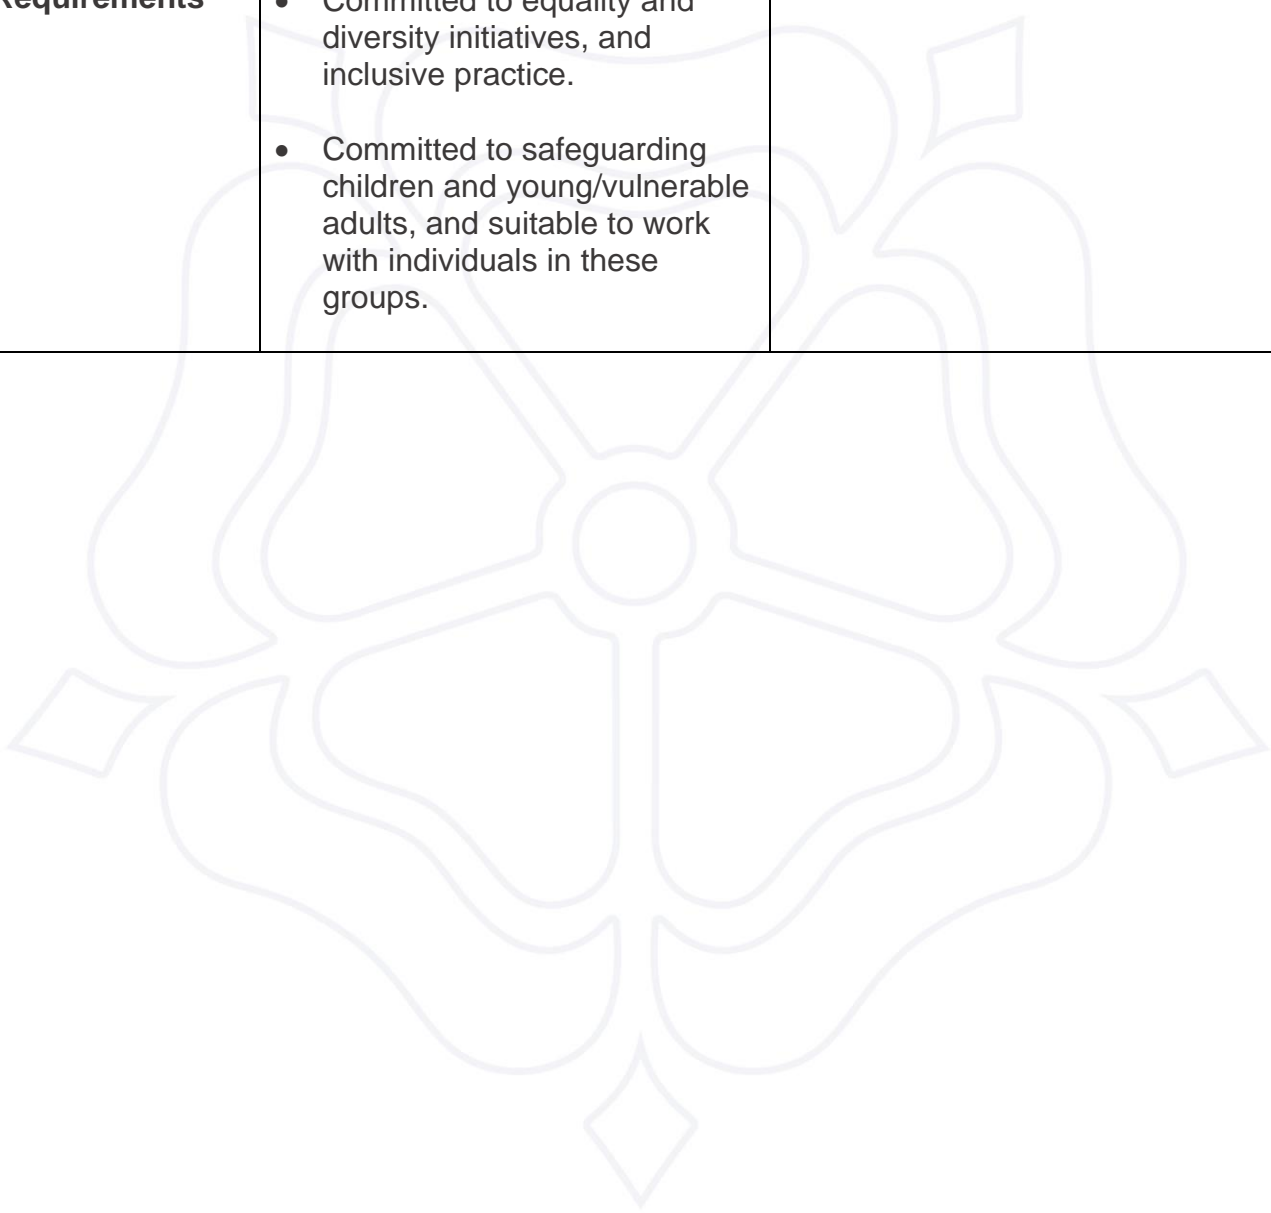 Requirements
• Committed to equality and
diversity initiatives, and
inclusive practice.
• Committed to safeguarding
children and young/vulnerable
adults, and suitable to work
with individuals in these
groups.